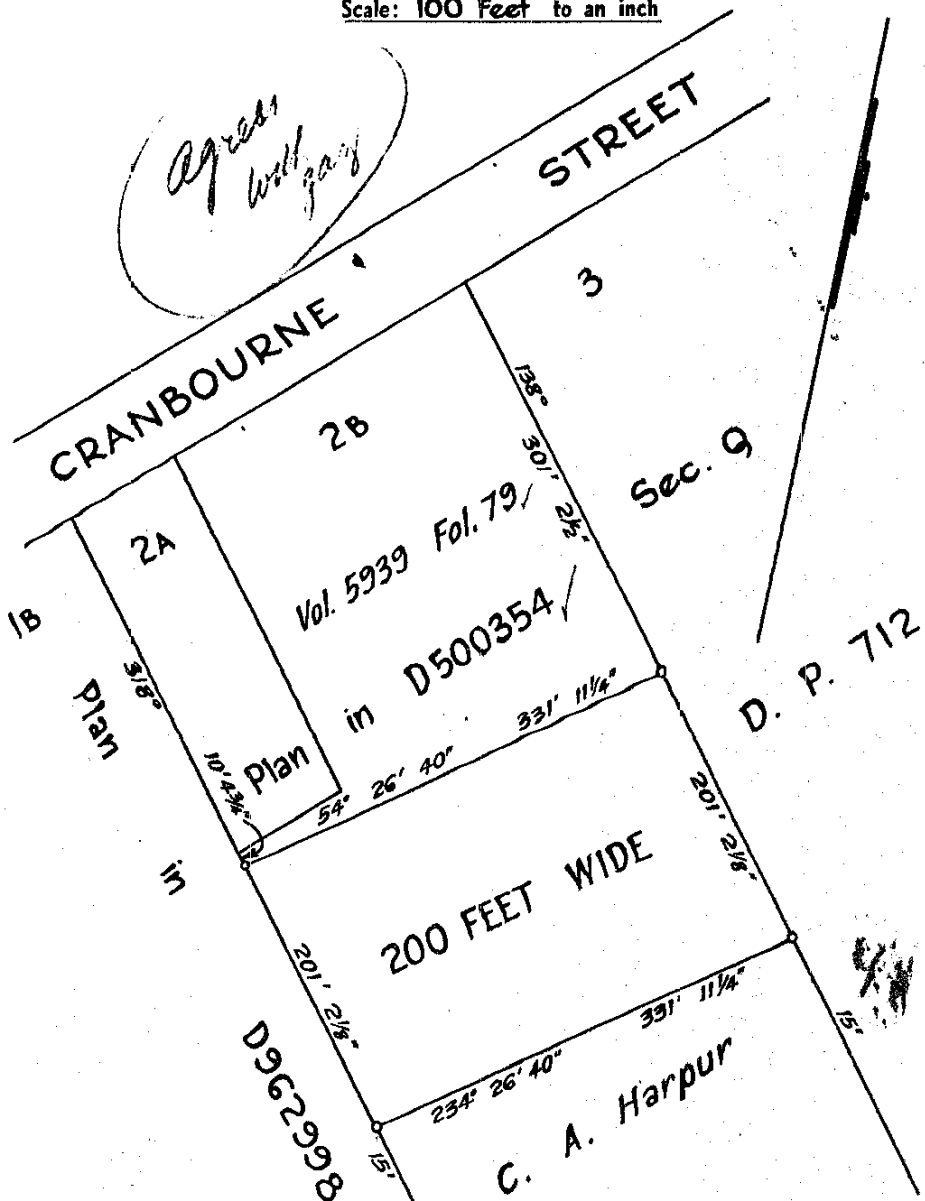 Scale: 100 Feet to an inch
Agrees
will
CRANBOURNE STREET
3
138°
301' 2½"
Sec. 9
2B
2A
1B
Vol. 5939 Fol. 79
Plan in D500354
318°
10' 4¾"
54° 26' 40" 331' 11¼"
D. P. 712
200 FEET WIDE
201' 2⅛"
201' 2⅛"
234° 26' 40" 331' 11¼"
15'
15'
C. A. Harpur
Plan in D962998